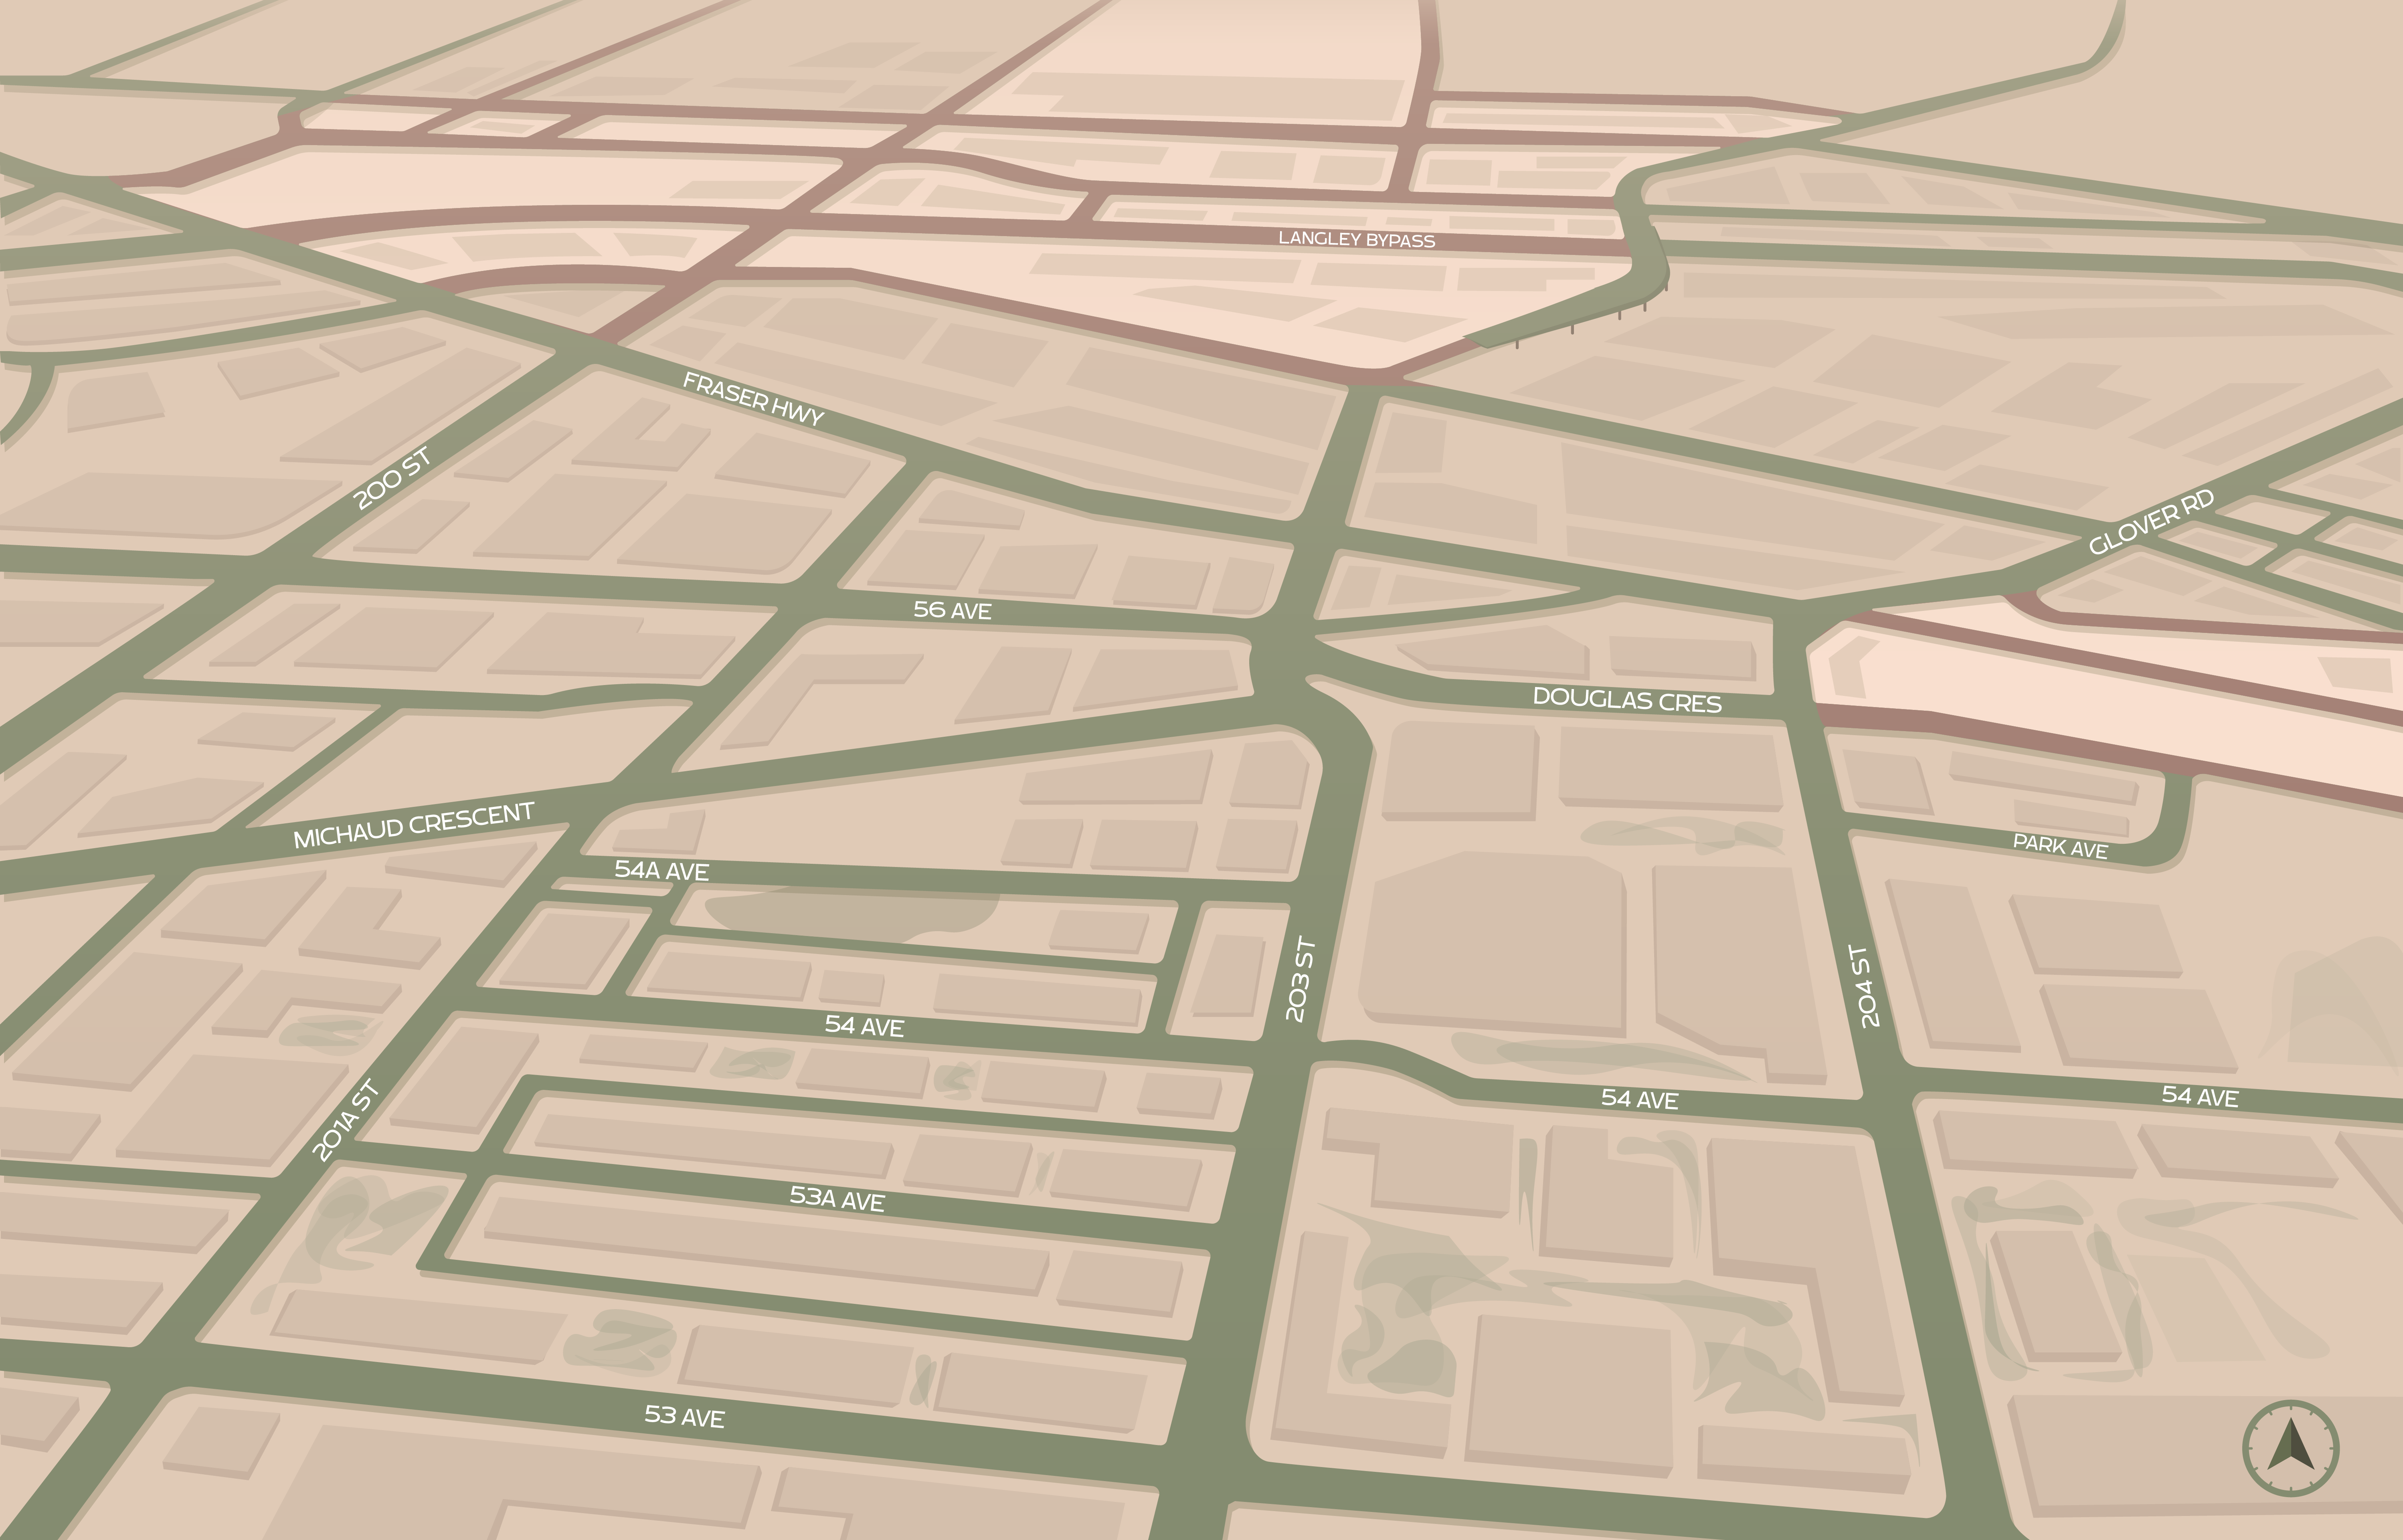 LANGLEY BYPASS
FRASER HWY
200 ST
GLOVER RD
56 AVE
DOUGLAS CRES
MICHAUD CRESCENT
PARK AVE
54A AVE
203 ST
204 ST
54 AVE
54 AVE
54 AVE
201A ST
53A AVE
53 AVE